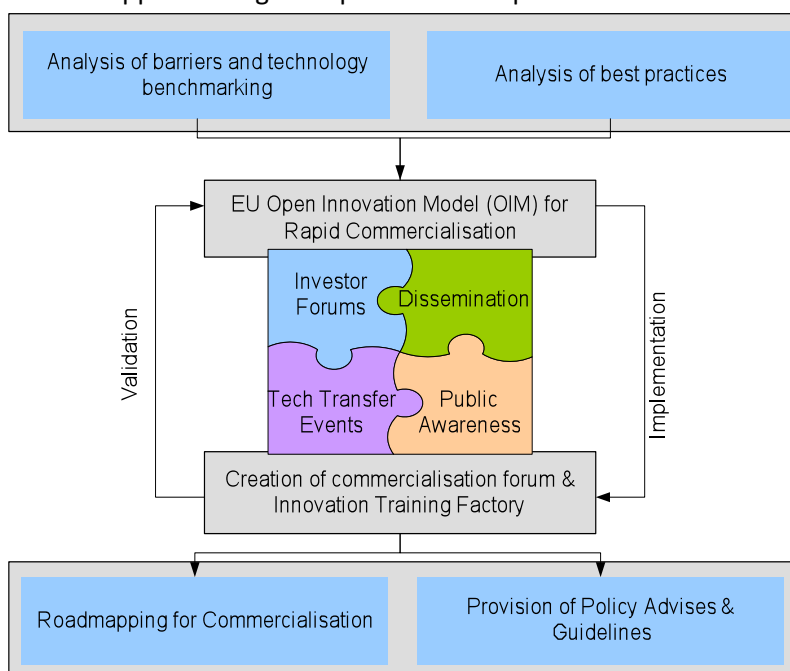 Analysis of barriers and technology
benchmarking
Analysis of best practices
EU Open Innovation Model (OIM) for
Rapid Commercialisation
Investor
Forums
Dissemination
Validation
Implementation
Tech Transfer
Events
Public
Awareness
Creation of commercialisation forum &
Innovation Training Factory
Roadmapping for Commercialisation
Provision of Policy Advises &
Guidelines